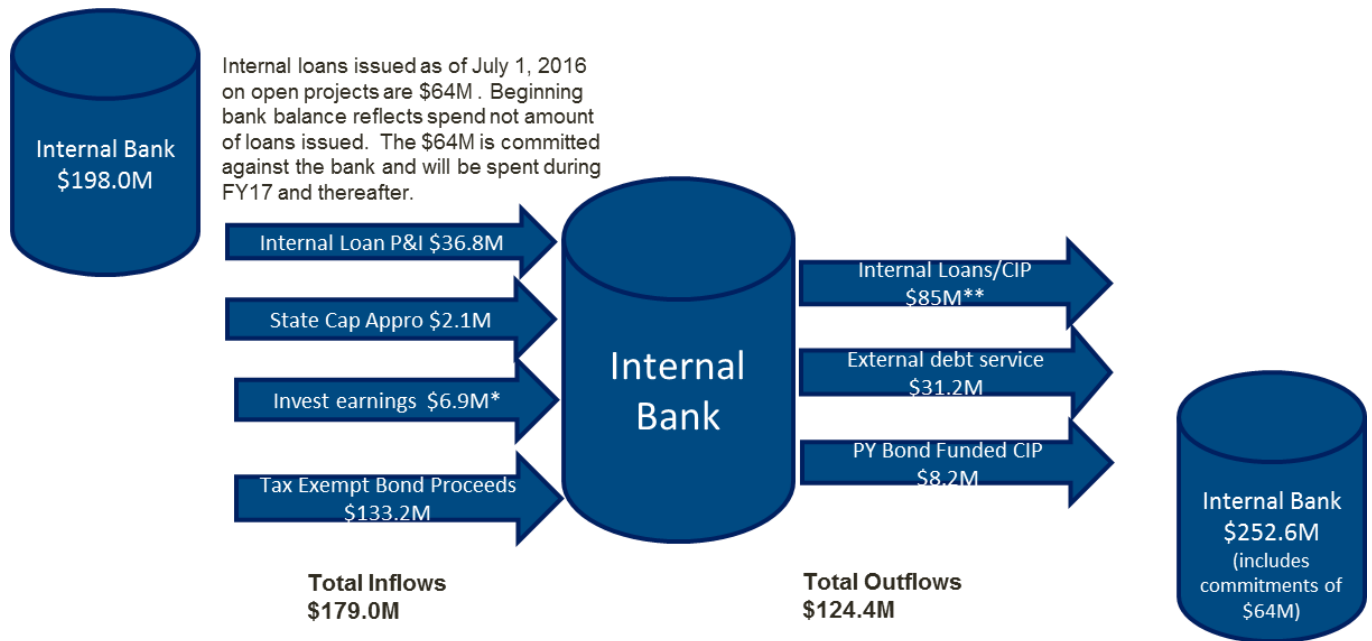 Internal Bank
$198.0M
Internal loans issued as of July 1, 2016
on open projects are $64M . Beginning
bank balance reflects spend not amount
of loans issued. The $64M is committed
against the bank and will be spent during
FY17 and thereafter.
Internal Loan P&I $36.8M
State Cap Appro $2.1M
Invest earnings $6.9M*
Tax Exempt Bond Proceeds
$133.2M
Total Inflows
$179.0M
Internal
Bank
Internal Loans/CIP
$85M**
External debt service
$31.2M
PY Bond Funded CIP
$8.2M
Total Outflows
$124.4M
Internal Bank
$252.6M
(includes
commitments of
$64M)